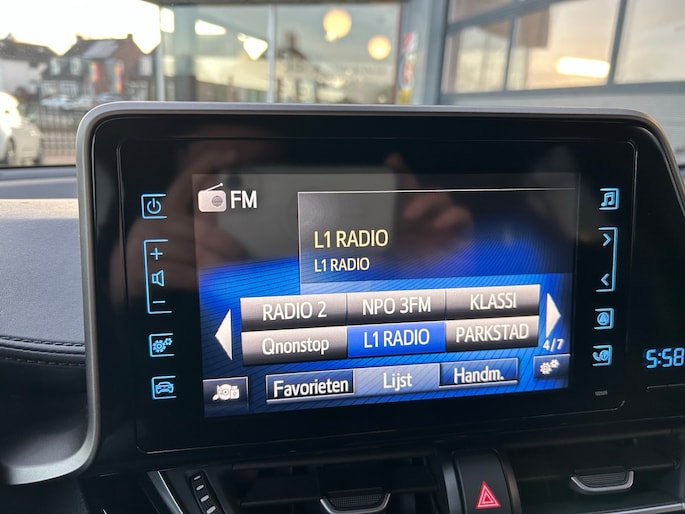 FM
L1 RADIO
L1 RADIO
RADIO 2 NPO 3FM KLASSI
Qnonstop L1 RADIO PARKSTAD
4/7
Favorieten Lijst Handm.
5:58